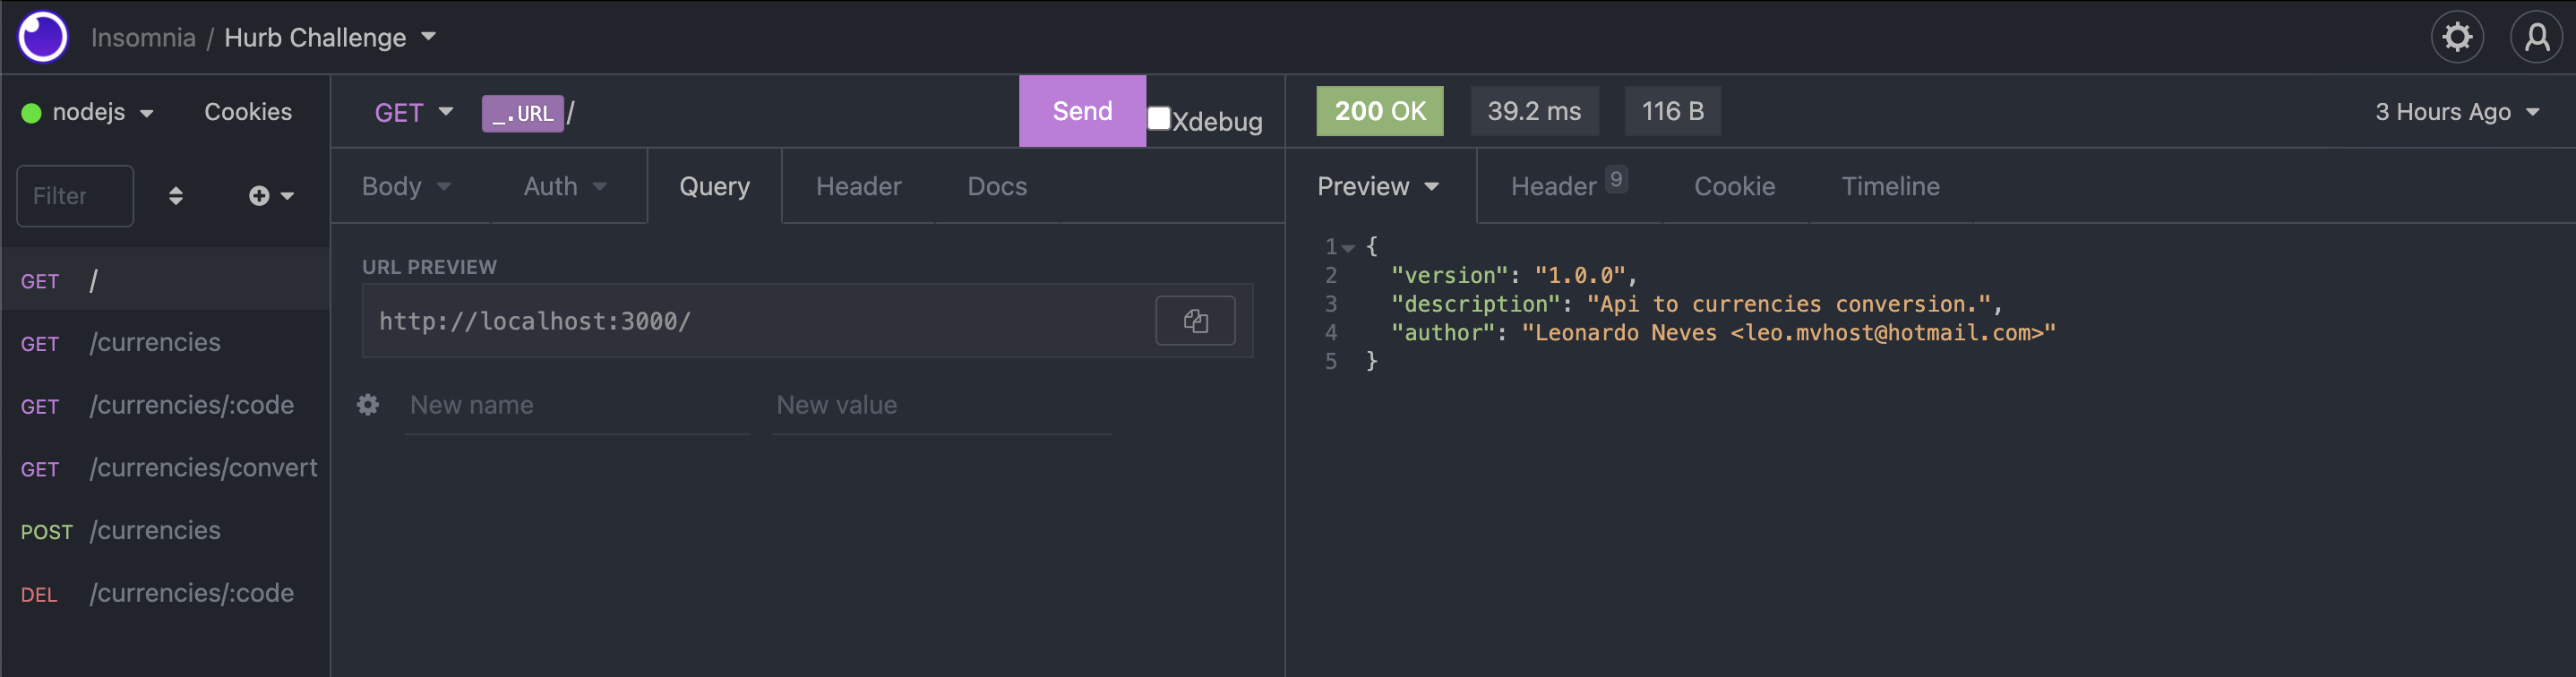 Insomnia / Hurb Challenge
nodejs
Cookies
Filter
GET /
GET /currencies
GET /currencies/:code
GET /currencies/convert
POST /currencies
DEL /currencies/:code
GET _.URL/
Send
Xdebug
Body
Auth
Query
Header
Docs
URL PREVIEW
http://localhost:3000/
New name
New value
200 OK
39.2 ms
116 B
3 Hours Ago
Preview
Header 9
Cookie
Timeline
1 {
2 "version": "1.0.0",
3 "description": "Api to currencies conversion.",
4 "author": "Leonardo Neves <leo.mvhost@hotmail.com>"
5 }